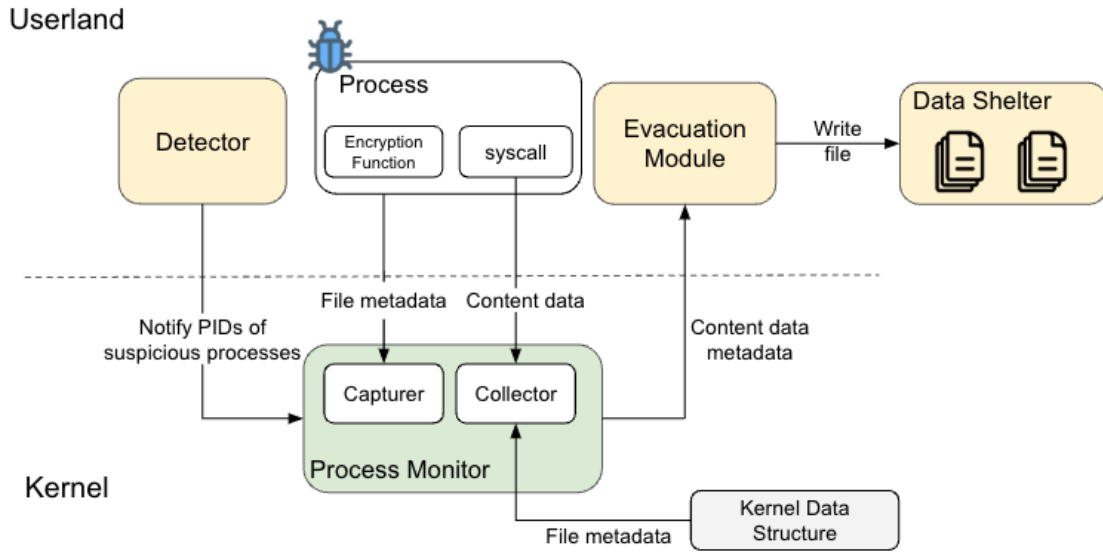 Userland
Process
Data Shelter
Detector
Evacuation
Module
Encryption
Function
syscall
Write
file
File metadata
Content data
Notify PIDs of
suspicious processes
Content data
metadata
Capturer
Collector
Process Monitor
Kernel
Kernel Data
Structure
File metadata